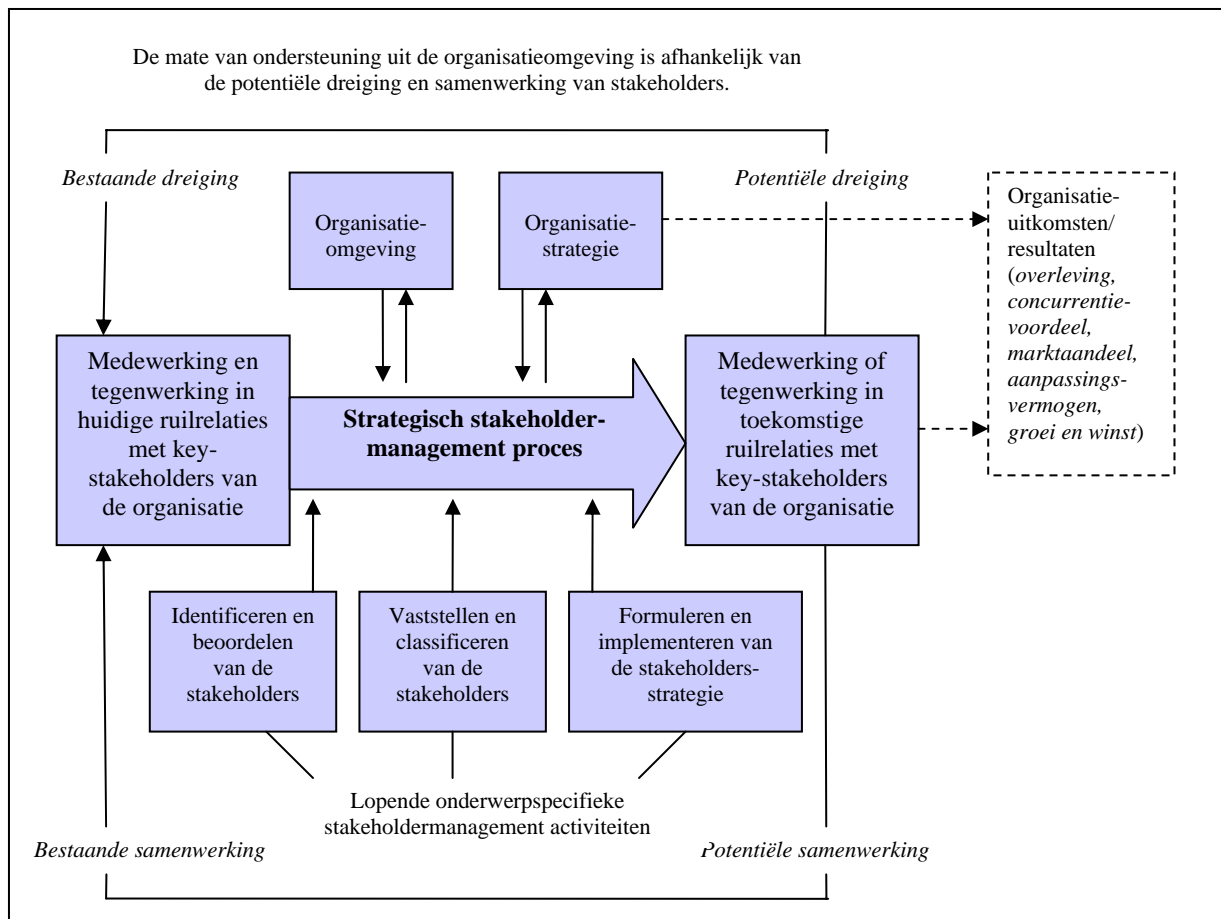 De mate van ondersteuning uit de organisatieomgeving is afhankelijk van
de potentiële dreiging en samenwerking van stakeholders.
Bestaande dreiging
Potentiële dreiging
Organisatie-
omgeving
Organisatie-
strategie
Organisatie-
uitkomsten/
resultaten
(overleving,
concurrentie-
voordeel,
marktaandeel,
aanpassings-
vermogen,
groei en winst)
Medewerking en
tegenwerking in
huidige ruilrelaties
met key-
stakeholders van
de organisatie
Strategisch stakeholder-
management proces
Medewerking of
tegenwerking in
toekomstige
ruilrelaties met
key-stakeholders
van de organisatie
Identificeren en
beoordelen
van de
stakeholders
Vaststellen en
classificeren
van de
stakeholders
Formuleren en
implementeren van
de stakeholders-
strategie
Lopende onderwerpspecifieke
stakeholdermanagement activiteiten
Bestaande samenwerking
Potentiële samenwerking